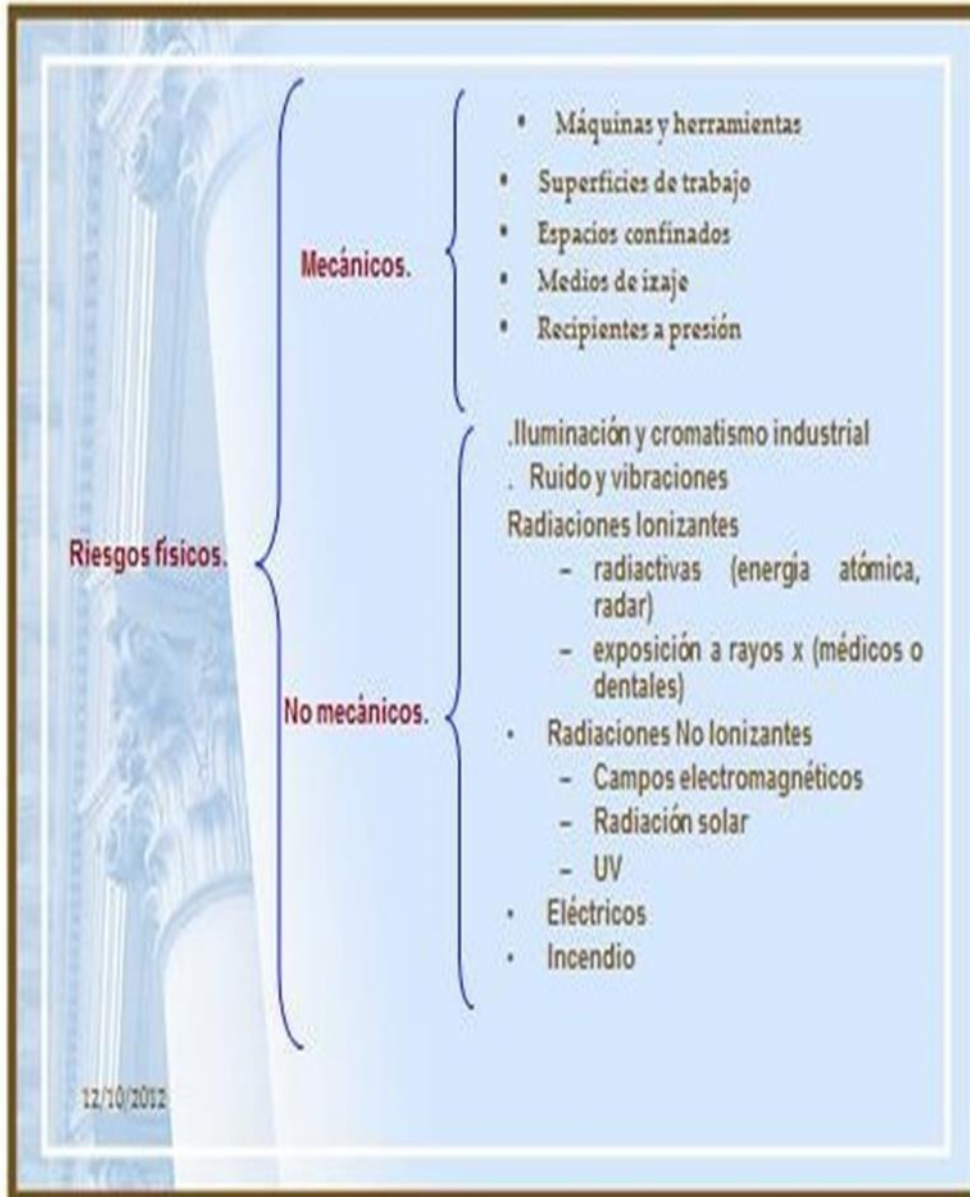 Riesgos físicos.
Mecánicos.
• Máquinas y herramientas
• Superficies de trabajo
• Espacios confinados
• Medios de izaje
• Recipientes a presión
No mecánicos.
.Iluminación y cromatismo industrial
. Ruido y vibraciones
Radiaciones Ionizantes
– radiactivas (energía atómica,
radar)
– exposición a rayos x (médicos o
dentales)
• Radiaciones No Ionizantes
– Campos electromagnéticos
– Radiación solar
– UV
• Eléctricos
• Incendio
12/10/2012